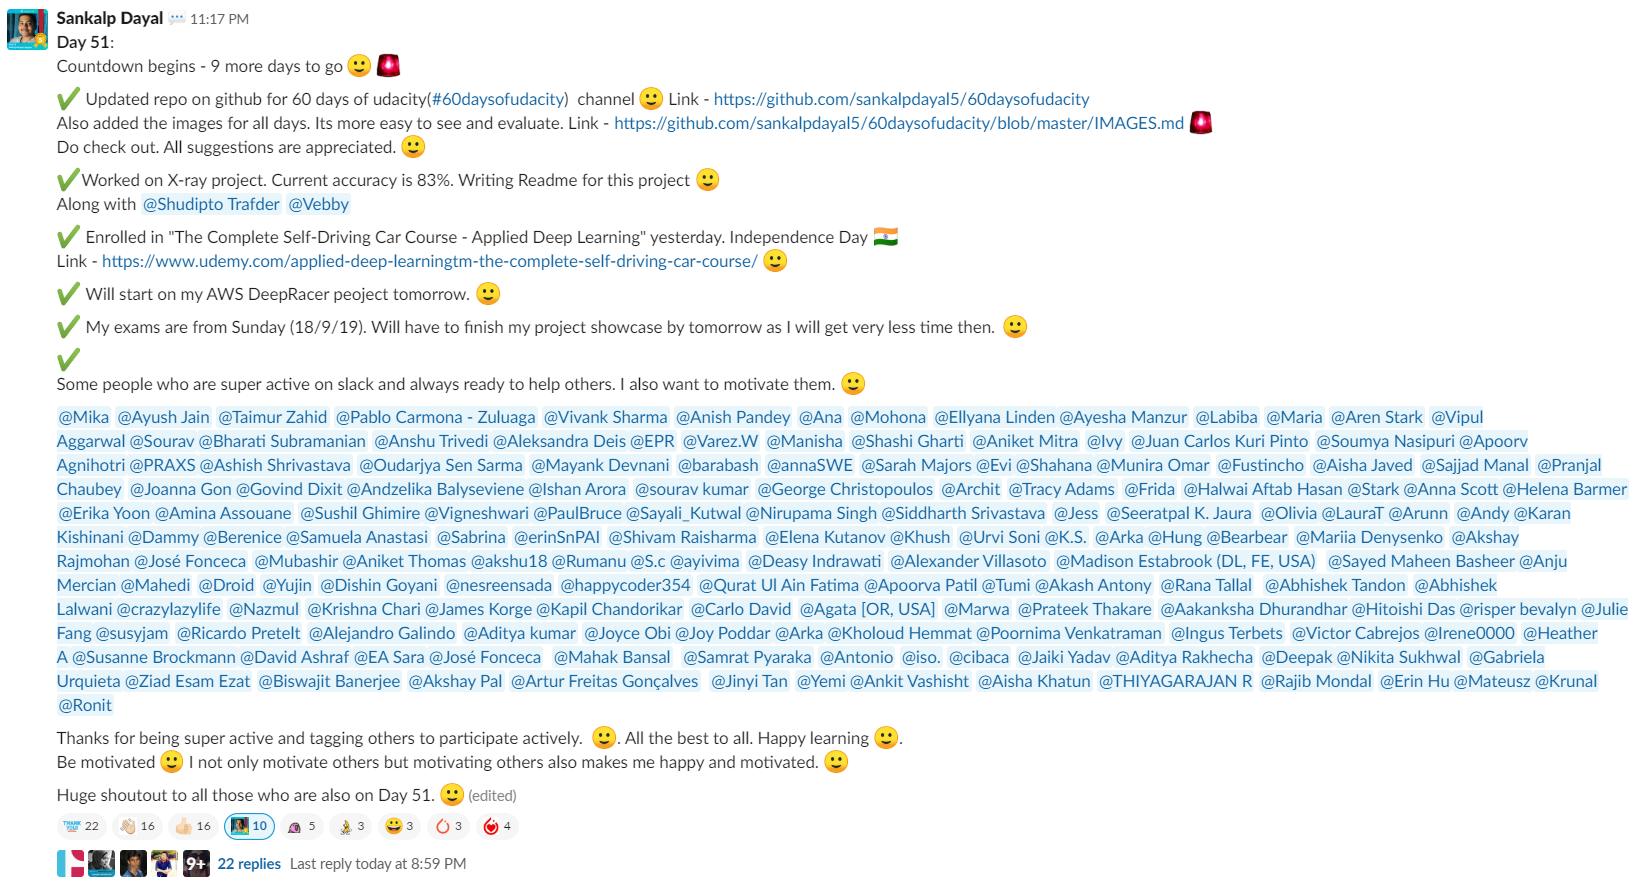 Sankalp Dayal 11:17 PM
Day 51:
Countdown begins - 9 more days to go
Updated repo on github for 60 days of udacity(#60daysofudacity) channel Link - https://github.com/sankalpdayal5/60daysofudacity
Also added the images for all days. Its more easy to see and evaluate. Link - https://github.com/sankalpdayal5/60daysofudacity/blob/master/IMAGES.md
Do check out. All suggestions are appreciated.
Worked on X-ray project. Current accuracy is 83%. Writing Readme for this project
Along with @Shudipto Trafder @Vebby
Enrolled in "The Complete Self-Driving Car Course - Applied Deep Learning" yesterday. Independence Day
Link - https://www.udemy.com/applied-deep-learningtm-the-complete-self-driving-car-course/
Will start on my AWS DeepRacer peoject tomorrow.
My exams are from Sunday (18/9/19). Will have to finish my project showcase by tomorrow as I will get very less time then.
Some people who are super active on slack and always ready to help others. I also want to motivate them.
@Mika @Ayush Jain @Taimur Zahid @Pablo Carmona - Zuluaga @Vivank Sharma @Anish Pandey @Ana @Mohona @Ellyana Linden @Ayesha Manzur @Labiba @Maria @Aren Stark @Vipul
Aggarwal @Sourav @Bharati Subramanian @Anshu Trivedi @Aleksandra Deis @EPR @Varez.W @Manisha @Shashi Gharti @Aniket Mitra @Ivy @Juan Carlos Kuri Pinto @Soumya Nasipuri @Apoorv
Agnihotri @PRAXS @Ashish Shrivastava @Oudarjya Sen Sarma @Mayank Devnani @barabash @annaSWE @Sarah Majors @Evi @Shahana @Munira Omar @Fustincho @Aisha Javed @Sajjad Manal @Pranjal
Chaubey @Joanna Gon @Govind Dixit @Andzelika Balyseviene @Ishan Arora @sourav kumar @George Christopoulos @Archit @Tracy Adams @Frida @Halwai Aftab Hasan @Stark @Anna Scott @Helena Barmer
@Erika Yoon @Amina Assouane @Sushil Ghimire @Vigneshwari @PaulBruce @Sayali_Kutwal @Nirupama Singh @Siddharth Srivastava @Jess @Seeratpal K. Jaura @Olivia @LauraT @Arunn @Andy @Karan
Kishinani @Dammy @Berenice @Samuela Anastasi @Sabrina @erinSnPAI @Shivam Raisharma @Elena Kutanov @Khush @Urvi Soni @K.S. @Arka @Hung @Bearbear @Mariia Denysenko @Akshay
Rajmohan @José Fonceca @Mubashir @Aniket Thomas @akshu18 @Rumanu @S.c @ayivima @Deasy Indrawati @Alexander Villasoto @Madison Estabrook (DL, FE, USA) @Sayed Maheen Basheer @Anju
Mercian @Mahedi @Droid @Yujin @Dishin Goyani @nesreensada @happycoder354 @Qurat Ul Ain Fatima @Apoorva Patil @Tumi @Akash Antony @Rana Tallal @Abhishek Tandon @Abhishek
Lalwani @crazylazylife @Nazmul @Krishna Chari @James Korge @Kapil Chandorikar @Carlo David @Agata [OR, USA] @Marwa @Prateek Thakare @Aakanksha Dhurandhar @Hitoishi Das @risper bevalyn @Julie
Fang @susyjam @Ricardo Pretelt @Alejandro Galindo @Aditya kumar @Joyce Obi @Joy Poddar @Arka @Kholoud Hemmat @Poornima Venkatraman @Ingus Terbets @Victor Cabrejos @Irene0000 @Heather
A @Susanne Brockmann @David Ashraf @EA Sara @José Fonceca @Mahak Bansal @Samrat Pyaraka @Antonio @iso. @cibaca @Jaiki Yadav @Aditya Rakhecha @Deepak @Nikita Sukhwal @Gabriela
Urquieta @Ziad Esam Ezat @Biswajit Banerjee @Akshay Pal @Artur Freitas Gonçalves @Jinyi Tan @Yemi @Ankit Vashisht @Aisha Khatun @THIYAGARAJAN R @Rajib Mondal @Erin Hu @Mateusz @Krunal
@Ronit
Thanks for being super active and tagging others to participate actively. . All the best to all. Happy learning .
Be motivated I not only motivate others but motivating others also makes me happy and motivated.
Huge shoutout to all those who are also on Day 51. (edited)
THANK YOU! 22 16 16 10 5 3 3 3 4
9+ 22 replies Last reply today at 8:59 PM